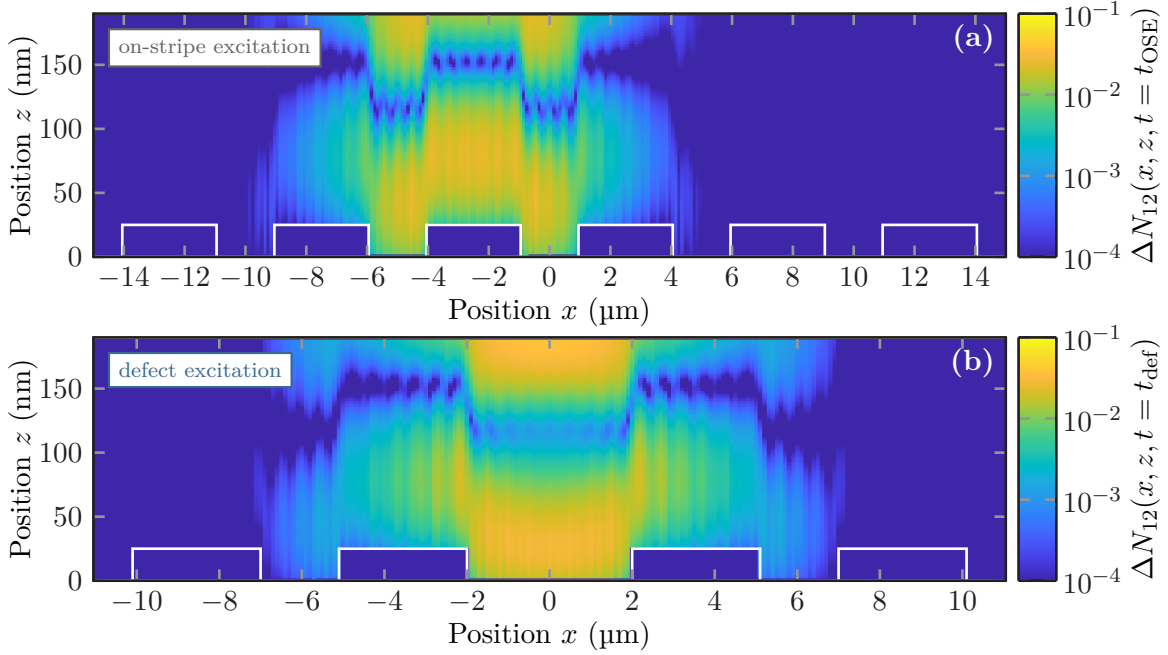 on-stripe excitation
(a)
Position z (nm)
150
100
50
0
−14 −12 −10 −8 −6 −4 −2 0 2 4 6 8 10 12 14
Position x (µm)
10⁻¹
10⁻²
10⁻³
10⁻⁴
ΔN₁₂(x, z, t = t_OSE)
defect excitation
(b)
Position z (nm)
150
100
50
0
−10 −8 −6 −4 −2 0 2 4 6 8 10
Position x (µm)
10⁻¹
10⁻²
10⁻³
10⁻⁴
ΔN₁₂(x, z, t = t_def)